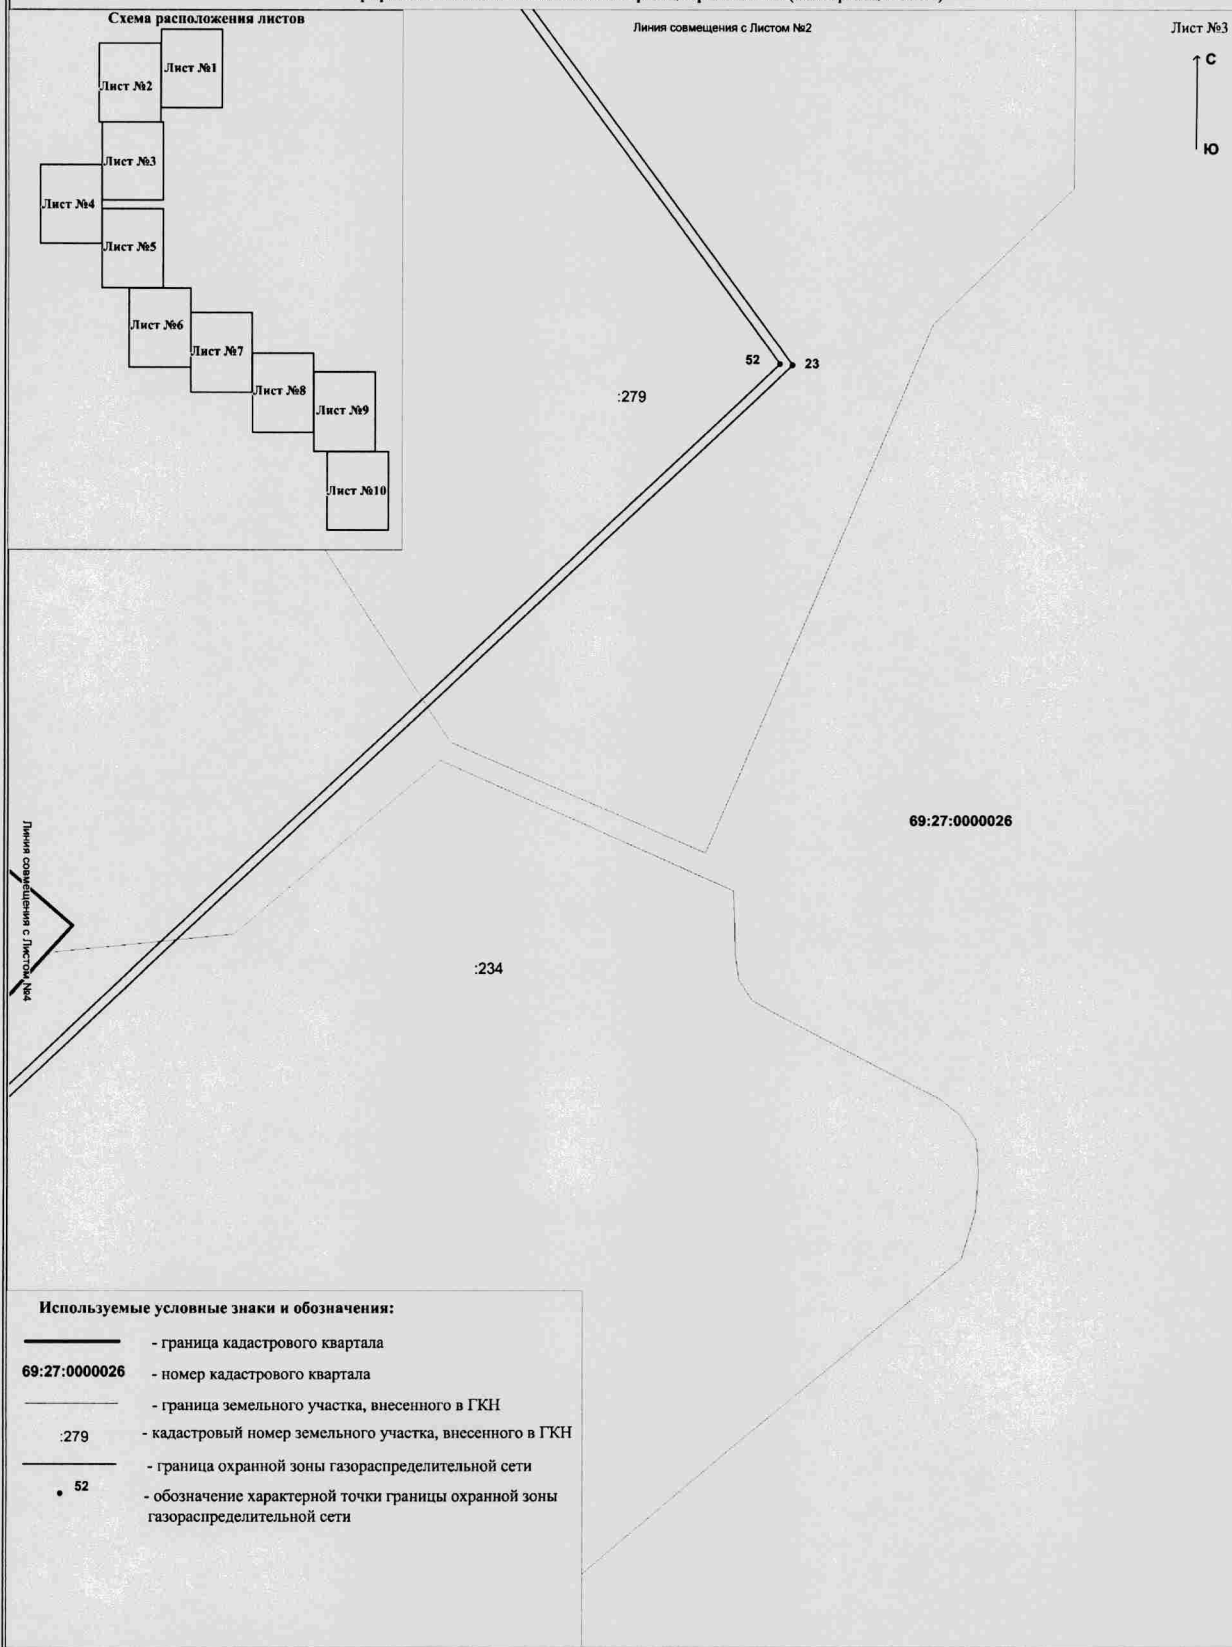 Схема расположения листов
Лист №1
Лист №2
Лист №3
Лист №4
Лист №5
Лист №6
Лист №7
Лист №8
Лист №9
Лист №10
Линия совмещения с Листом №2
Лист №3
С
Ю
52
23
:279
69:27:0000026
Линия совмещения с Листом №4
:234
Используемые условные знаки и обозначения:
- граница кадастрового квартала
69:27:0000026 - номер кадастрового квартала
- граница земельного участка, внесенного в ГКН
:279 - кадастровый номер земельного участка, внесенного в ГКН
- граница охранной зоны газораспределительной сети
52 - обозначение характерной точки границы охранной зоны
газораспределительной сети